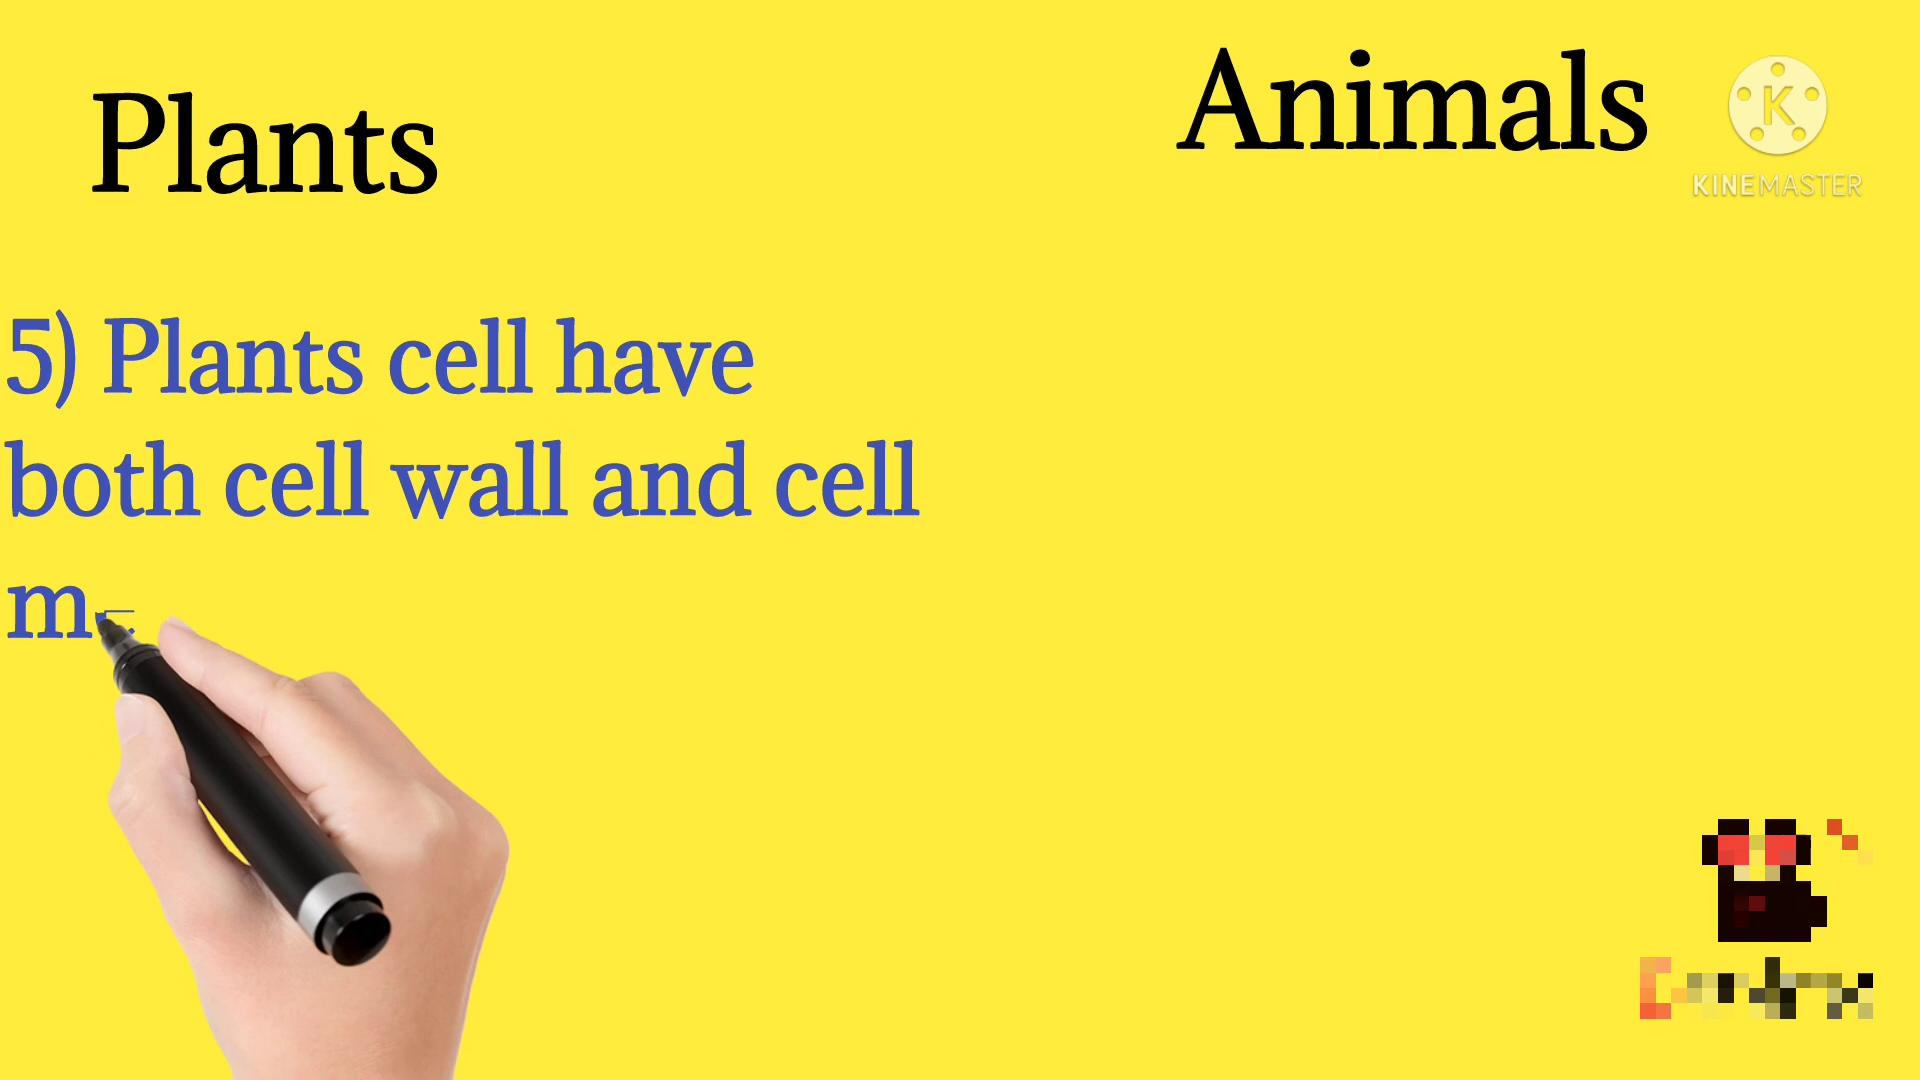 Plants
Animals
KINEMASTER
5) Plants cell have
both cell wall and cell
m